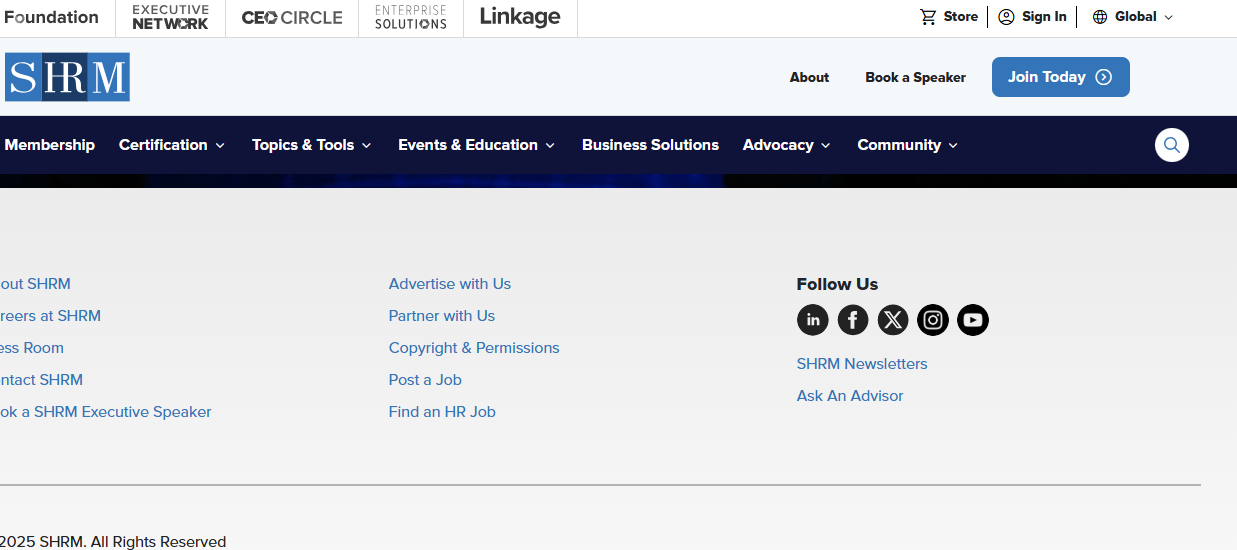 Foundation
EXECUTIVE
NETWORK
CEO CIRCLE
ENTERPRISE
SOLUTIONS
Linkage
Store
Sign In
Global
SHRM
About
Book a Speaker
Join Today
Membership
Certification
Topics & Tools
Events & Education
Business Solutions
Advocacy
Community
out SHRM
reers at SHRM
ess Room
ntact SHRM
ok a SHRM Executive Speaker
Advertise with Us
Partner with Us
Copyright & Permissions
Post a Job
Find an HR Job
Follow Us
in
f
X
SHRM Newsletters
Ask An Advisor
2025 SHRM. All Rights Reserved